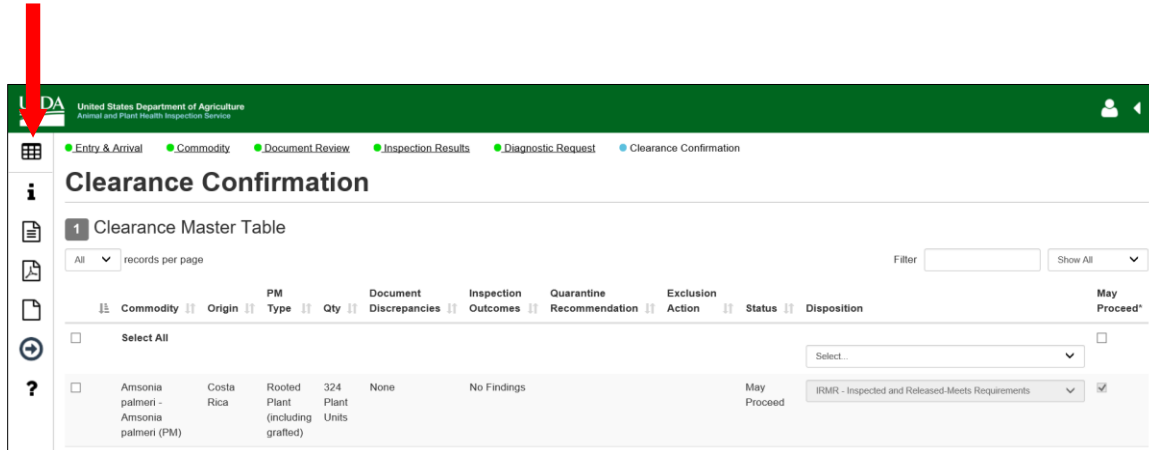 USDA United States Department of Agriculture
Animal and Plant Health Inspection Service
Entry & Arrival Commodity Document Review Inspection Results Diagnostic Request Clearance Confirmation
Clearance Confirmation
1 Clearance Master Table
All records per page Filter Show All
Commodity Origin PM Type Qty Document Discrepancies Inspection Outcomes Quarantine Recommendation Exclusion Action Status Disposition May Proceed*
Select All
Select...
Amsonia palmeri - Amsonia palmeri (PM) Costa Rica Rooted Plant (including grafted) 324 Plant Units None No Findings May Proceed IRMR - Inspected and Released-Meets Requirements
?